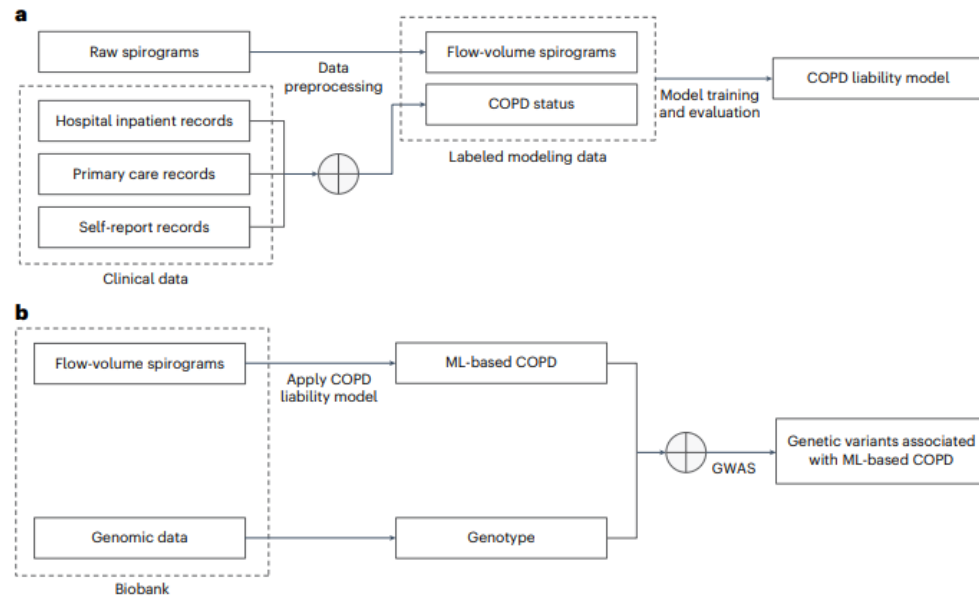 a
Raw spirograms
Data
preprocessing
Hospital inpatient records
Primary care records
Self-report records
Clinical data
Flow-volume spirograms
COPD status
Labeled modeling data
Model training
and evaluation
COPD liability model
b
Flow-volume spirograms
Apply COPD
liability model
ML-based COPD
Genomic data
Genotype
Biobank
GWAS
Genetic variants associated
with ML-based COPD